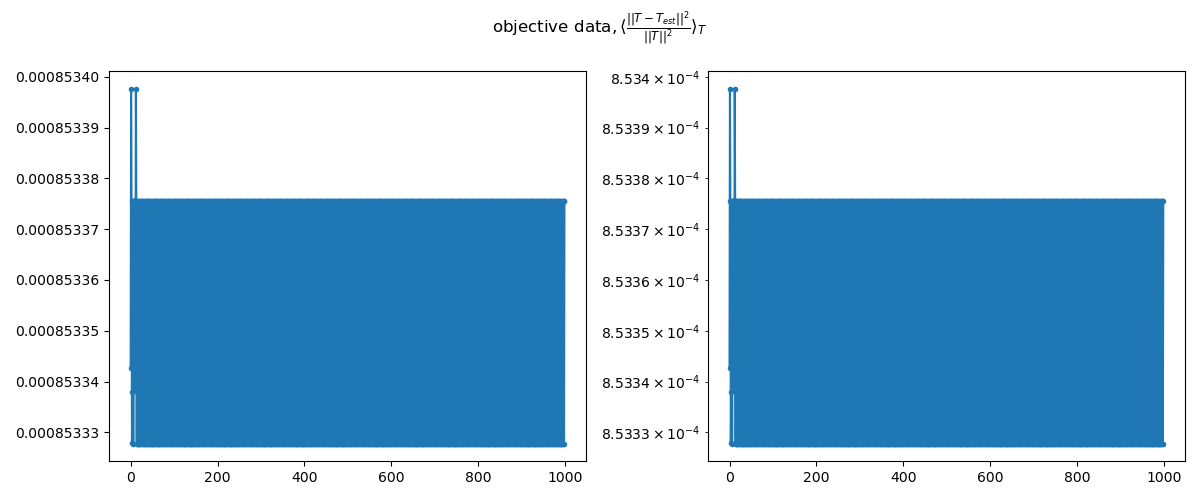 objective data, ⟨||T − T_est||² / ||T||²⟩_T
0.00085340
0.00085339
0.00085338
0.00085337
0.00085336
0.00085335
0.00085334
0.00085333
0 200 400 600 800 1000
8.534 × 10⁻⁴
8.5339 × 10⁻⁴
8.5338 × 10⁻⁴
8.5337 × 10⁻⁴
8.5336 × 10⁻⁴
8.5335 × 10⁻⁴
8.5334 × 10⁻⁴
8.5333 × 10⁻⁴
0 200 400 600 800 1000